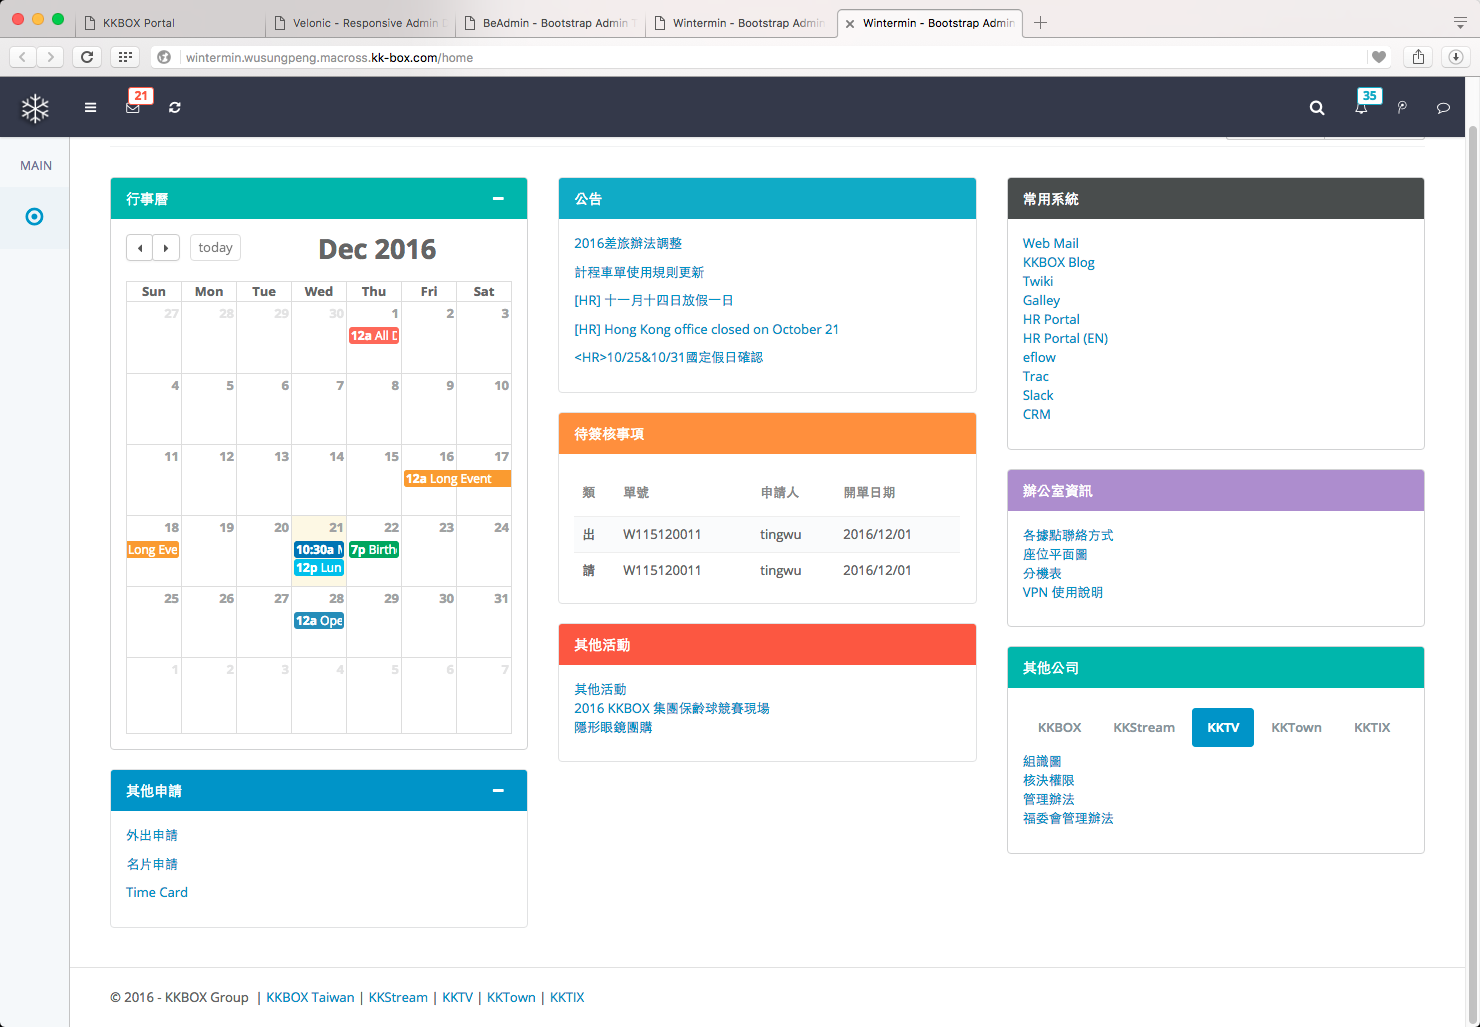 KKBOX Portal
Velonic - Responsive Admin
BeAdmin - Bootstrap Admin
Wintermin - Bootstrap Admin
Wintermin - Bootstrap Admin
wintermin.wusungpeng.macross.kk-box.com/home
21
35
MAIN
行事曆
today
Dec 2016
Sun Mon Tue Wed Thu Fri Sat
27 28 29 30 1 2 3
12a All D
4 5 6 7 8 9 10
11 12 13 14 15 16 17
12a Long Event
18 19 20 21 22 23 24
Long Eve 10:30a M 7p Birth
12p Lun
25 26 27 28 29 30 31
12a Ope
1 2 3 4 5 6 7
其他申請
外出申請
名片申請
Time Card
公告
2016差旅辦法調整
計程車單使用規則更新
[HR] 十一月十四日放假一日
[HR] Hong Kong office closed on October 21
<HR>10/25&10/31國定假日確認
待簽核事項
類 單號 申請人 開單日期
出 W115120011 tingwu 2016/12/01
請 W115120011 tingwu 2016/12/01
其他活動
其他活動
2016 KKBOX 集團保齡球競賽現場
隱形眼鏡團購
常用系統
Web Mail
KKBOX Blog
Twiki
Galley
HR Portal
HR Portal (EN)
eflow
Trac
Slack
CRM
辦公室資訊
各據點聯絡方式
座位平面圖
分機表
VPN 使用說明
其他公司
KKBOX KKStream KKTV KKTown KKTIX
組識圖
核決權限
管理辦法
福委會管理辦法
© 2016 - KKBOX Group | KKBOX Taiwan | KKStream | KKTV | KKTown | KKTIX